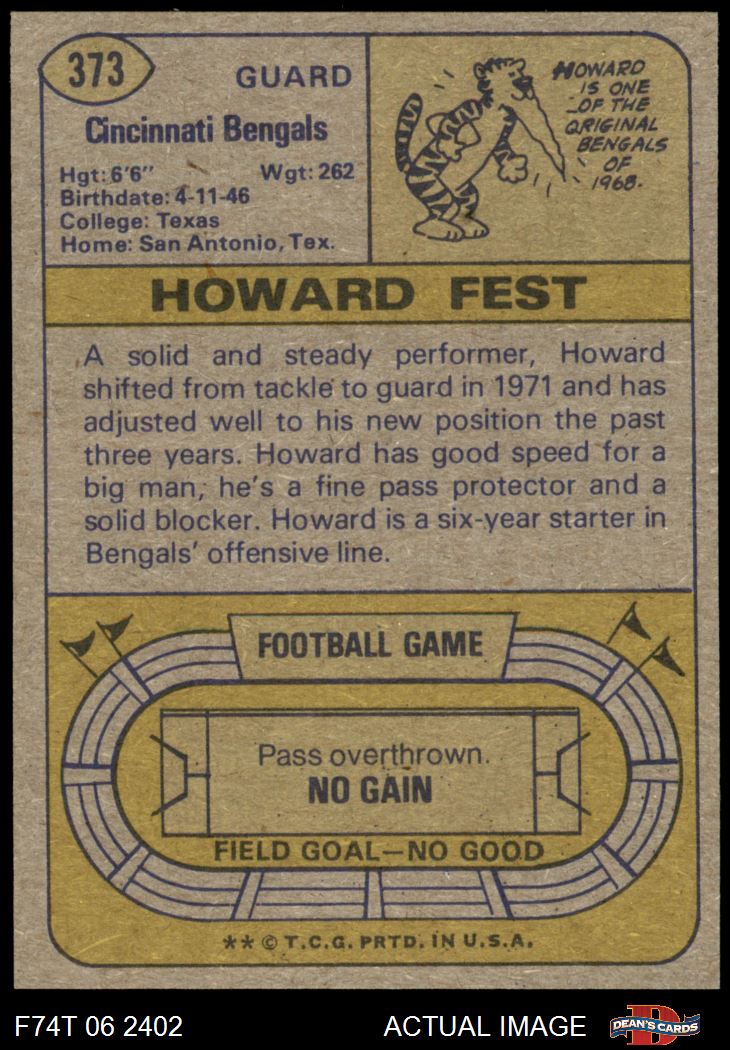 373
GUARD
Cincinnati Bengals
Hgt: 6'6" Wgt: 262
Birthdate: 4-11-46
College: Texas
Home: San Antonio, Tex.
HOWARD
IS ONE
OF THE
ORIGINAL
BENGALS
OF
1968.
HOWARD FEST
A solid and steady performer, Howard
shifted from tackle to guard in 1971 and has
adjusted well to his new position the past
three years. Howard has good speed for a
big man, he's a fine pass protector and a
solid blocker. Howard is a six-year starter in
Bengals' offensive line.
FOOTBALL GAME
Pass overthrown.
NO GAIN
FIELD GOAL—NO GOOD
** © T.C.G. PRTD. IN U.S.A.
F74T 06 2402 ACTUAL IMAGE
D
DEAN'S CARDS